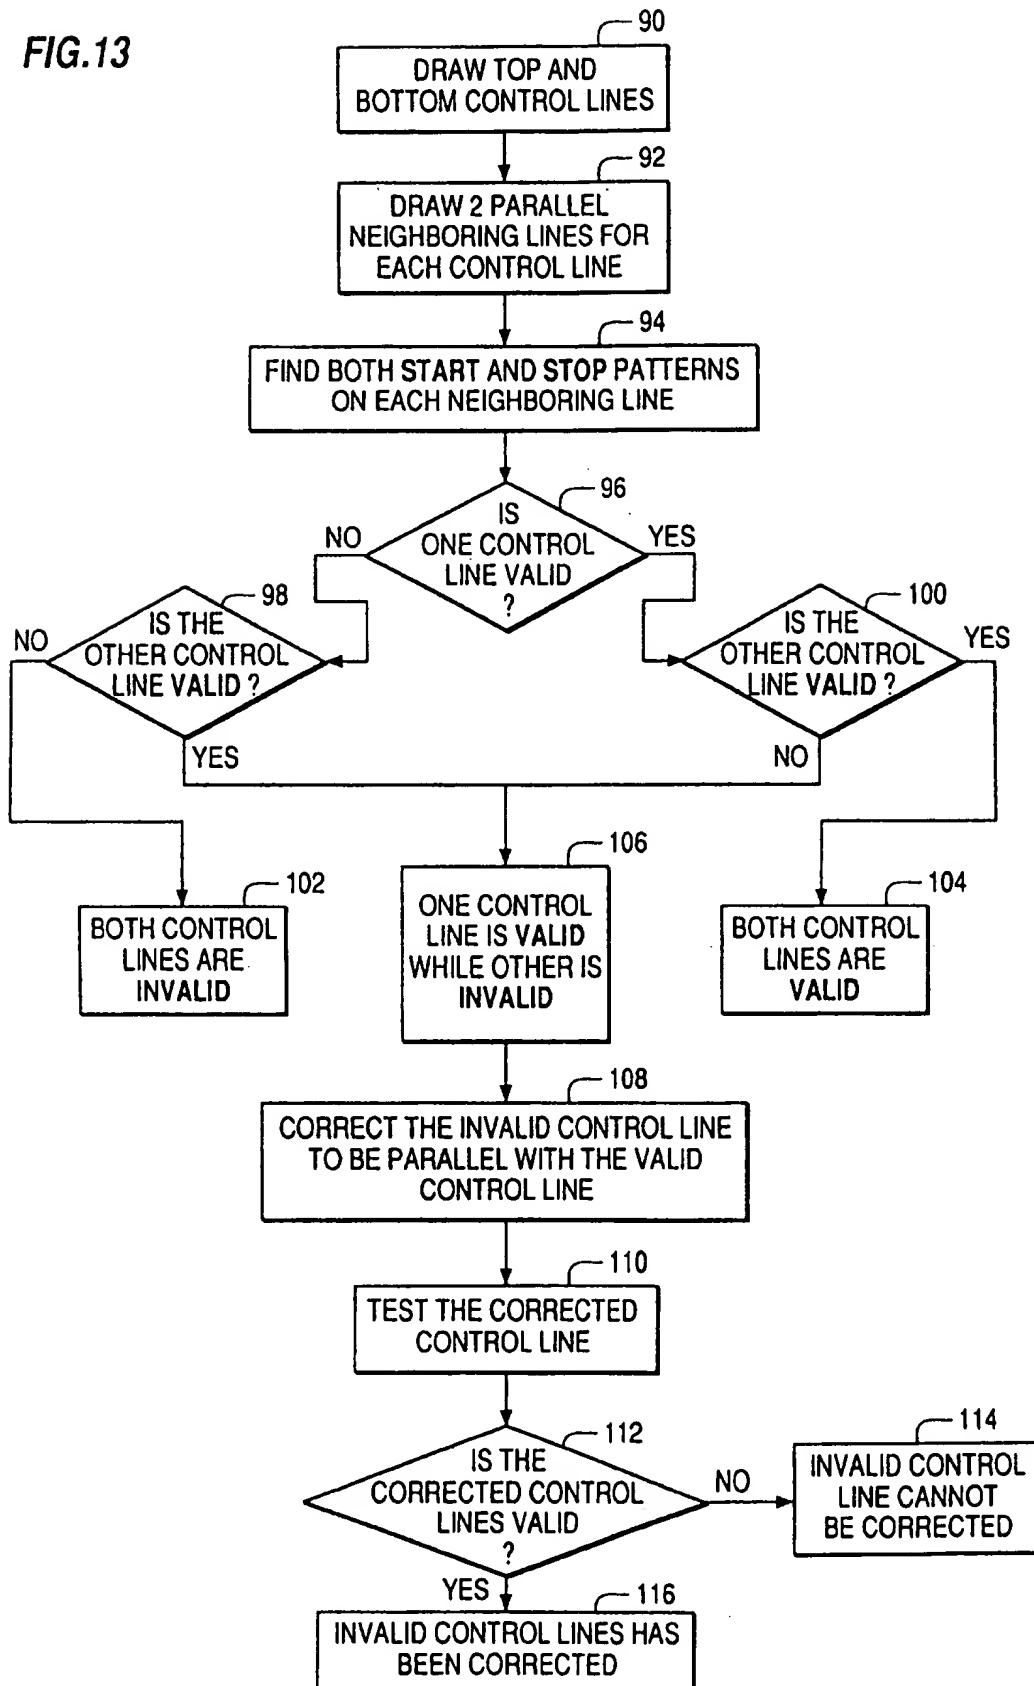 FIG.13
90
DRAW TOP AND
BOTTOM CONTROL LINES
92
DRAW 2 PARALLEL
NEIGHBORING LINES FOR
EACH CONTROL LINE
94
FIND BOTH START AND STOP PATTERNS
ON EACH NEIGHBORING LINE
96
IS
ONE CONTROL
LINE VALID
?
NO
YES
98
IS THE
OTHER CONTROL
LINE VALID ?
NO
YES
100
IS THE
OTHER CONTROL
LINE VALID ?
YES
NO
102
BOTH CONTROL
LINES ARE
INVALID
106
ONE CONTROL
LINE IS VALID
WHILE OTHER IS
INVALID
104
BOTH CONTROL
LINES ARE
VALID
108
CORRECT THE INVALID CONTROL LINE
TO BE PARALLEL WITH THE VALID
CONTROL LINE
110
TEST THE CORRECTED
CONTROL LINE
112
IS THE
CORRECTED CONTROL
LINES VALID
?
NO
YES
114
INVALID CONTROL
LINE CANNOT
BE CORRECTED
116
INVALID CONTROL LINES HAS
BEEN CORRECTED